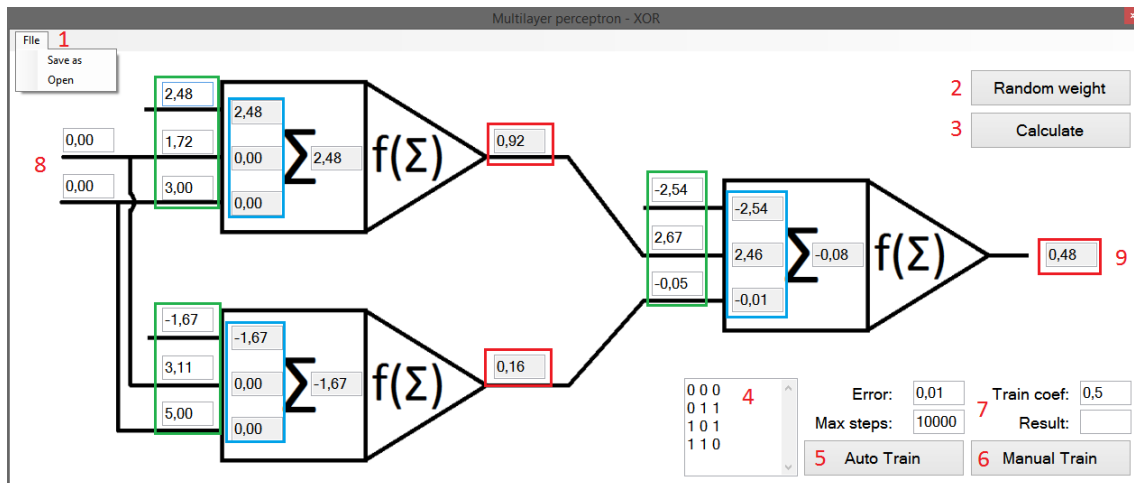 Multilayer perceptron - XOR
x
File 1
Save as
Open
2,48
1,72
3,00
2,48
0,00
0,00
Σ
2,48
f(Σ)
0,92
0,00
8
0,00
2 Random weight
3 Calculate
-2,54
2,67
-0,05
-2,54
2,46
-0,01
Σ
-0,08
f(Σ)
0,48
9
-1,67
3,11
5,00
-1,67
0,00
0,00
Σ
-1,67
f(Σ)
0,16
0 0 0
0 1 1
1 0 1
1 1 0
4
Error: 0,01
Max steps: 10000
7
Train coef: 0,5
Result:
5 Auto Train
6 Manual Train